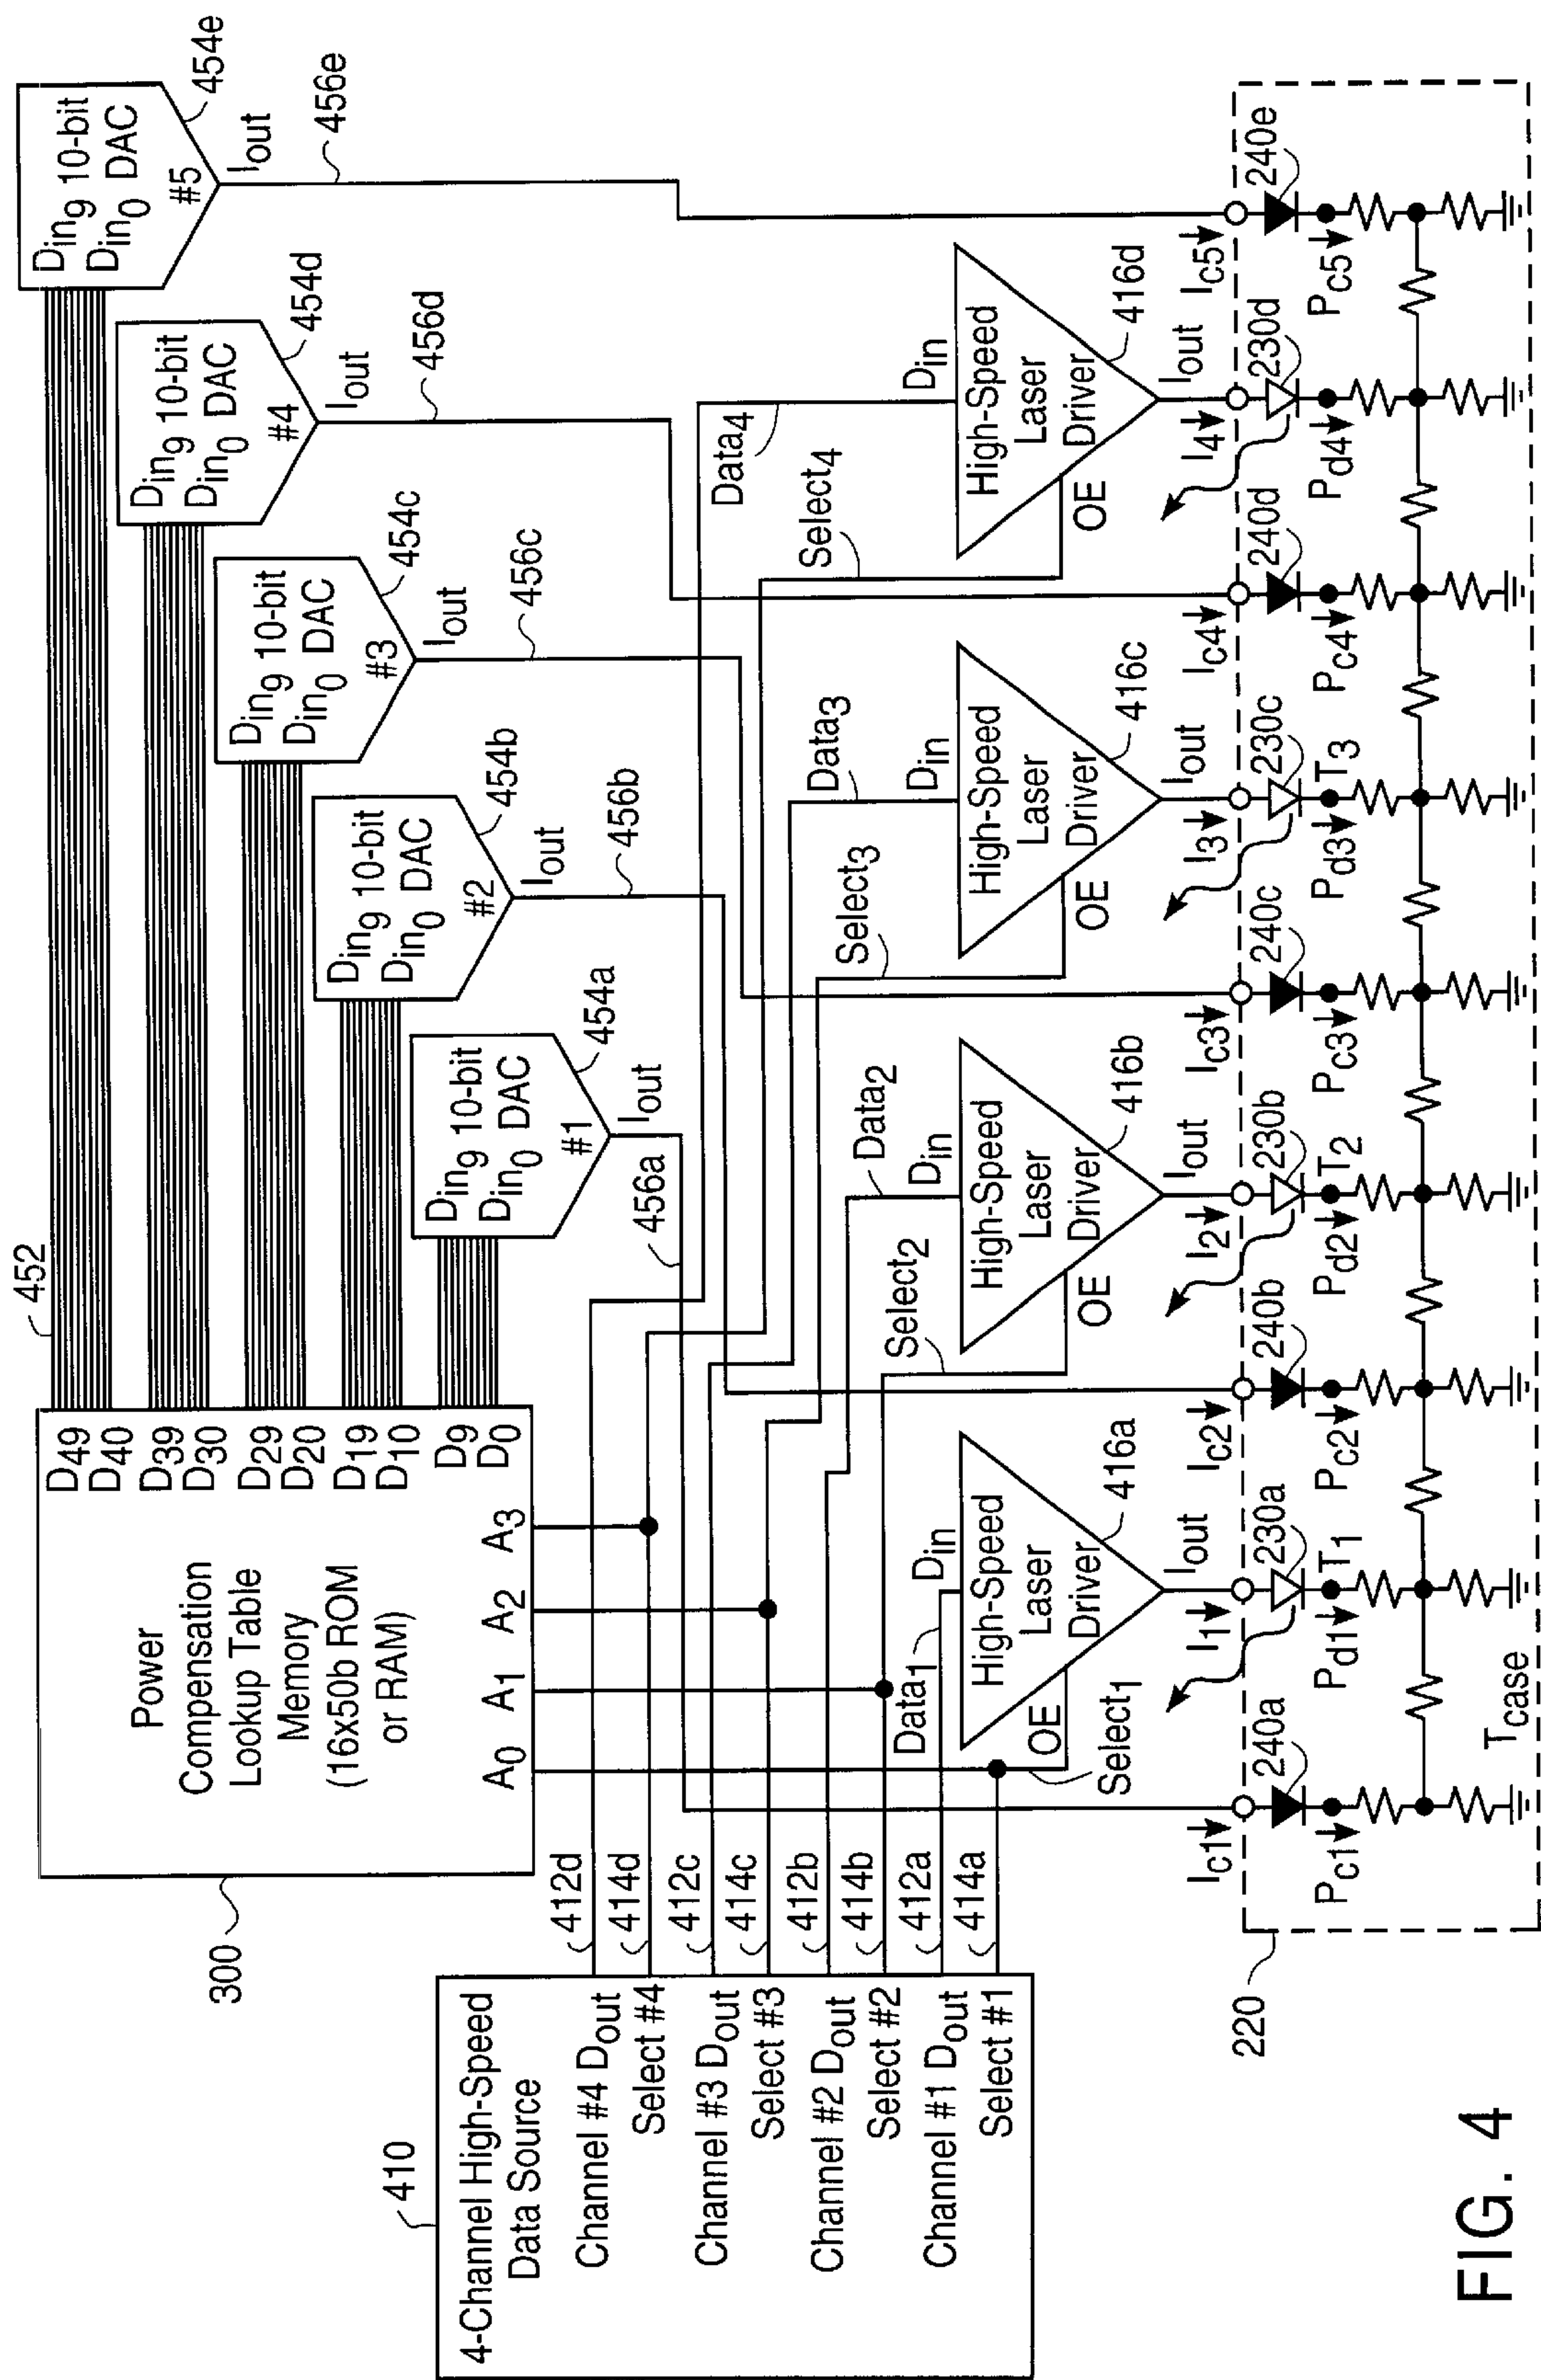 452
D49
D40
D39
D30
D29
D20
D19
D10
D9
D0
Power
Compensation
Lookup Table
Memory
(16x50b ROM
or RAM)
A0 A1 A2 A3
300
Din9 10-bit
Din0 DAC
#5
454e
Iout
456e
Din9 10-bit
Din0 DAC
#4
454d
Iout
456d
Din9 10-bit
Din0 DAC
#3
454c
Iout
456c
Din9 10-bit
Din0 DAC
#2
454b
Iout
456b
Din9 10-bit
Din0 DAC
#1
454a
Iout
456a
410
4-Channel High-Speed
Data Source
Channel #4 Dout
Select #4
Channel #3 Dout
Select #3
Channel #2 Dout
Select #2
Channel #1 Dout
Select #1
412d
414d
412c
414c
412b
414b
412a
414a
Data1
Din
High-Speed
Laser
Driver
416a
OE
Select1
Iout
Data2
Din
High-Speed
Laser
Driver
416b
OE
Select2
Iout
Data3
Din
High-Speed
Laser
Driver
416c
OE
Select3
Iout
Data4
Din
High-Speed
Laser
Driver
416d
OE
Select4
Iout
220
Ic1
240a
Pc1
I1
230a
Pd1
T1
Ic2
240b
Pc2
I2
230b
Pd2
T2
Ic3
240c
Pc3
I3
230c
Pd3
T3
Ic4
240d
Pc4
I4
230d
Pd4
Ic5
240e
Pc5
Tcase
FIG. 4